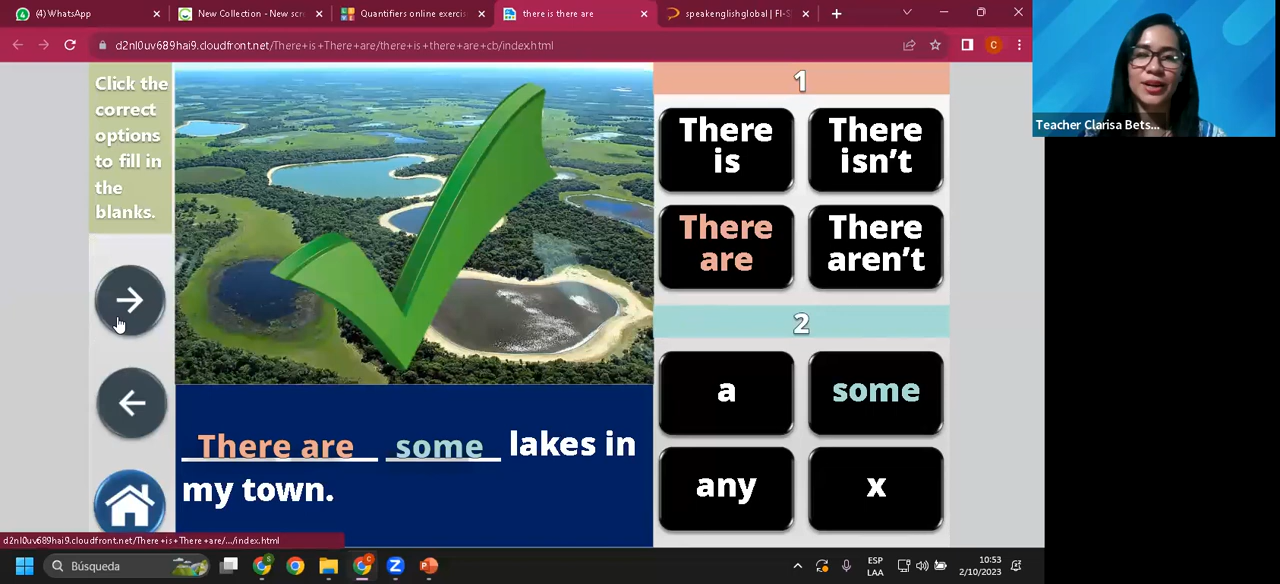 (4) WhatsApp
New Collection - New scr
Quantifiers online exerci
there is there are
speakenglishglobal | FI-S
d2nl0uv689hai9.cloudfront.net/There+is+There+are/there+is+there+are+cb/index.html
C
Click the
correct
options
to fill in
the
blanks.
1
There
is
There
isn't
There
are
There
aren't
2
a
some
any
x
There are some lakes in
my town.
Teacher Clarisa Bets...
d2nl0uv689hai9.cloudfront.net/There+is+There+are/.../index.html
Búsqueda
ESP
LAA
10:53
2/10/2023